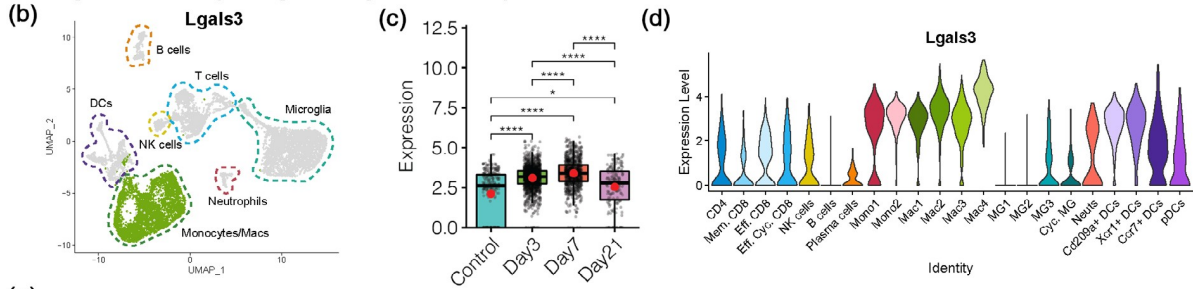 (b)
Lgals3
B cells
T cells
DCs
Microglia
NK cells
Neutrophils
Monocytes/Macs
UMAP_2
10
5
0
-5
-10
-10
0
10
UMAP_1
(c)
12.5
10.0
7.5
5.0
2.5
0.0
Expression
****
****
****
*
****
****
Control
Day3
Day7
Day21
(d)
Lgals3
Expression Level
4
2
0
CD4
Mem. CD8
Eff. CD8
Eff. Cyc. CD8
NK cells
B cells
Plasma cells
Mono1
Mono2
Mac1
Mac2
Mac3
Mac4
MG1
MG2
MG3
Cyc. MG
Neuts
Cd209a+ DCs
Xcr1+ DCs
Ccr7+ DCs
pDCs
Identity